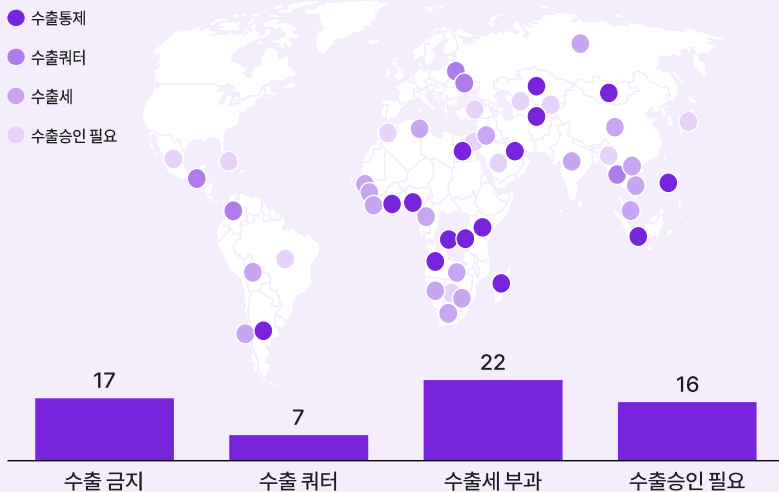 수출통제
수출쿼터
수출세
수출승인 필요
17
7
22
16
수출 금지
수출 쿼터
수출세 부과
수출승인 필요